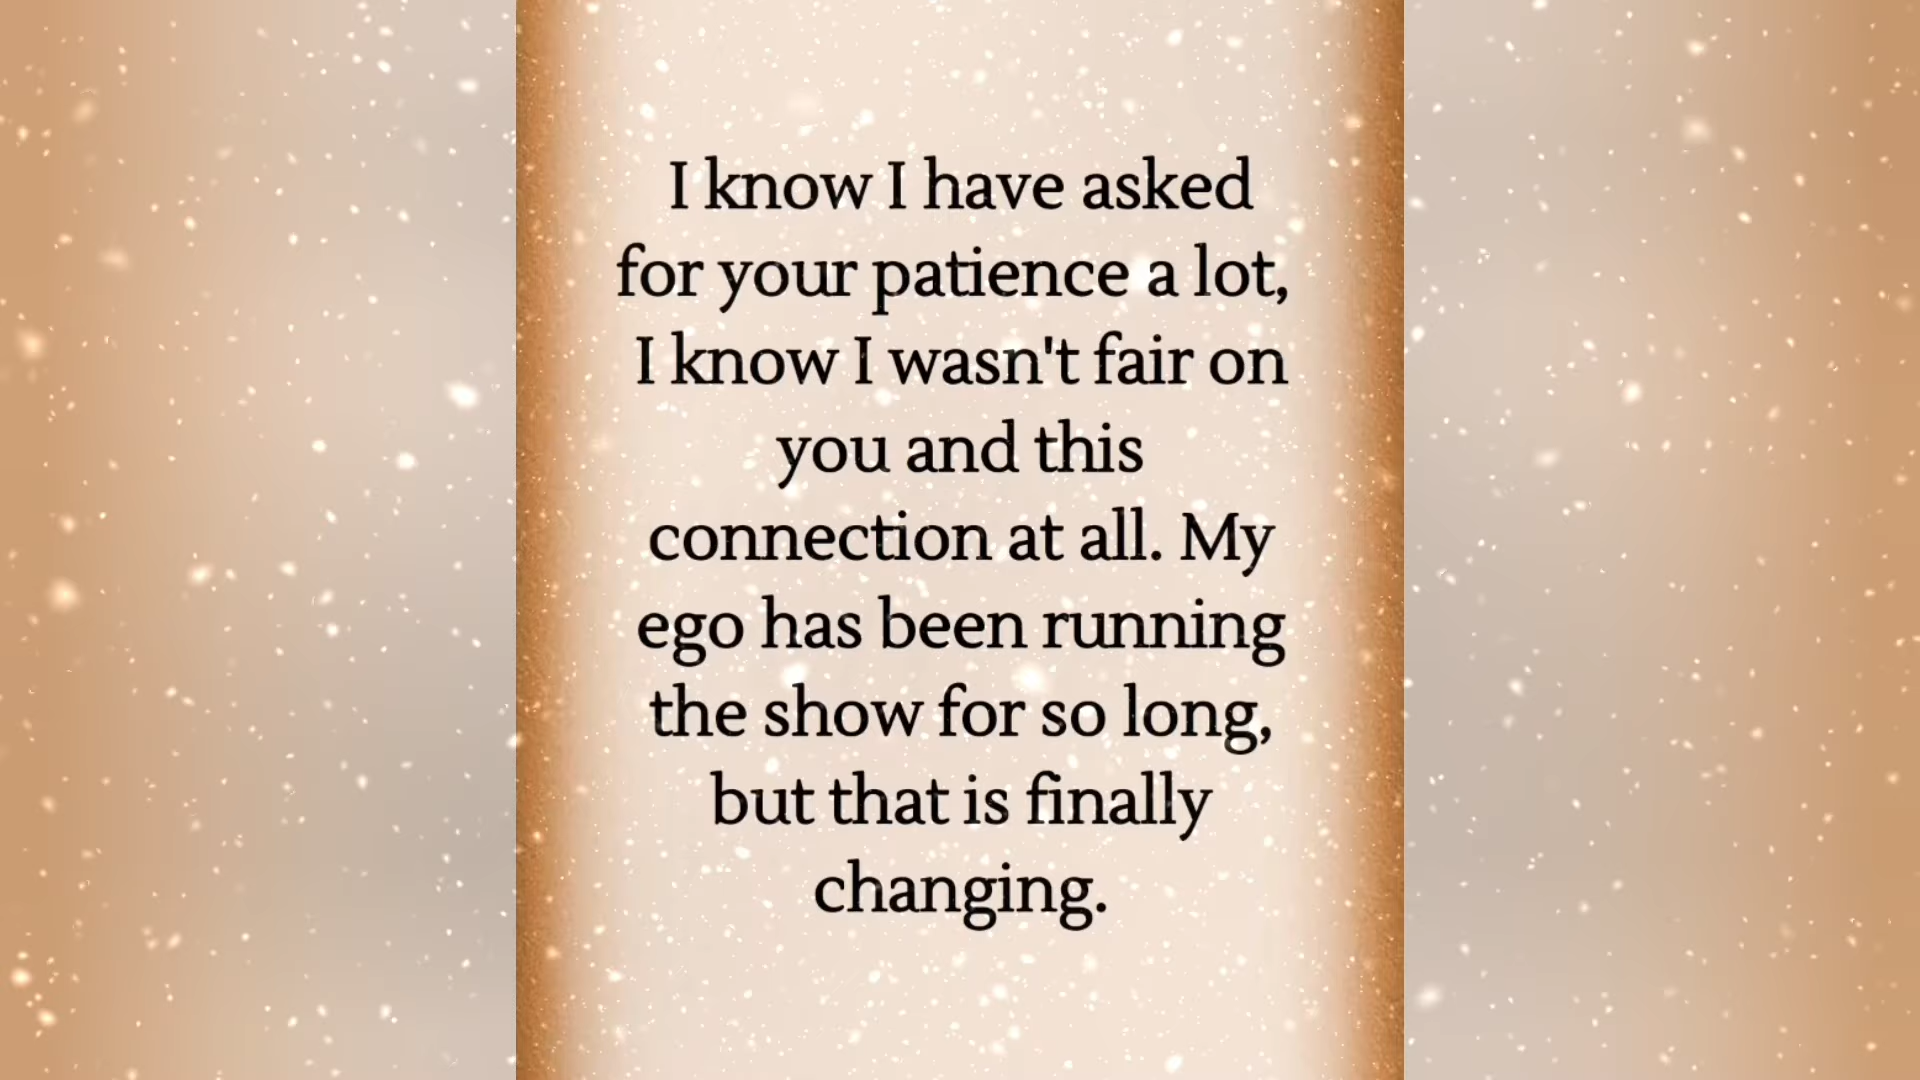 I know I have asked
for your patience a lot,
I know I wasn't fair on
you and this
connection at all. My
ego has been running
the show for so long,
but that is finally
changing.